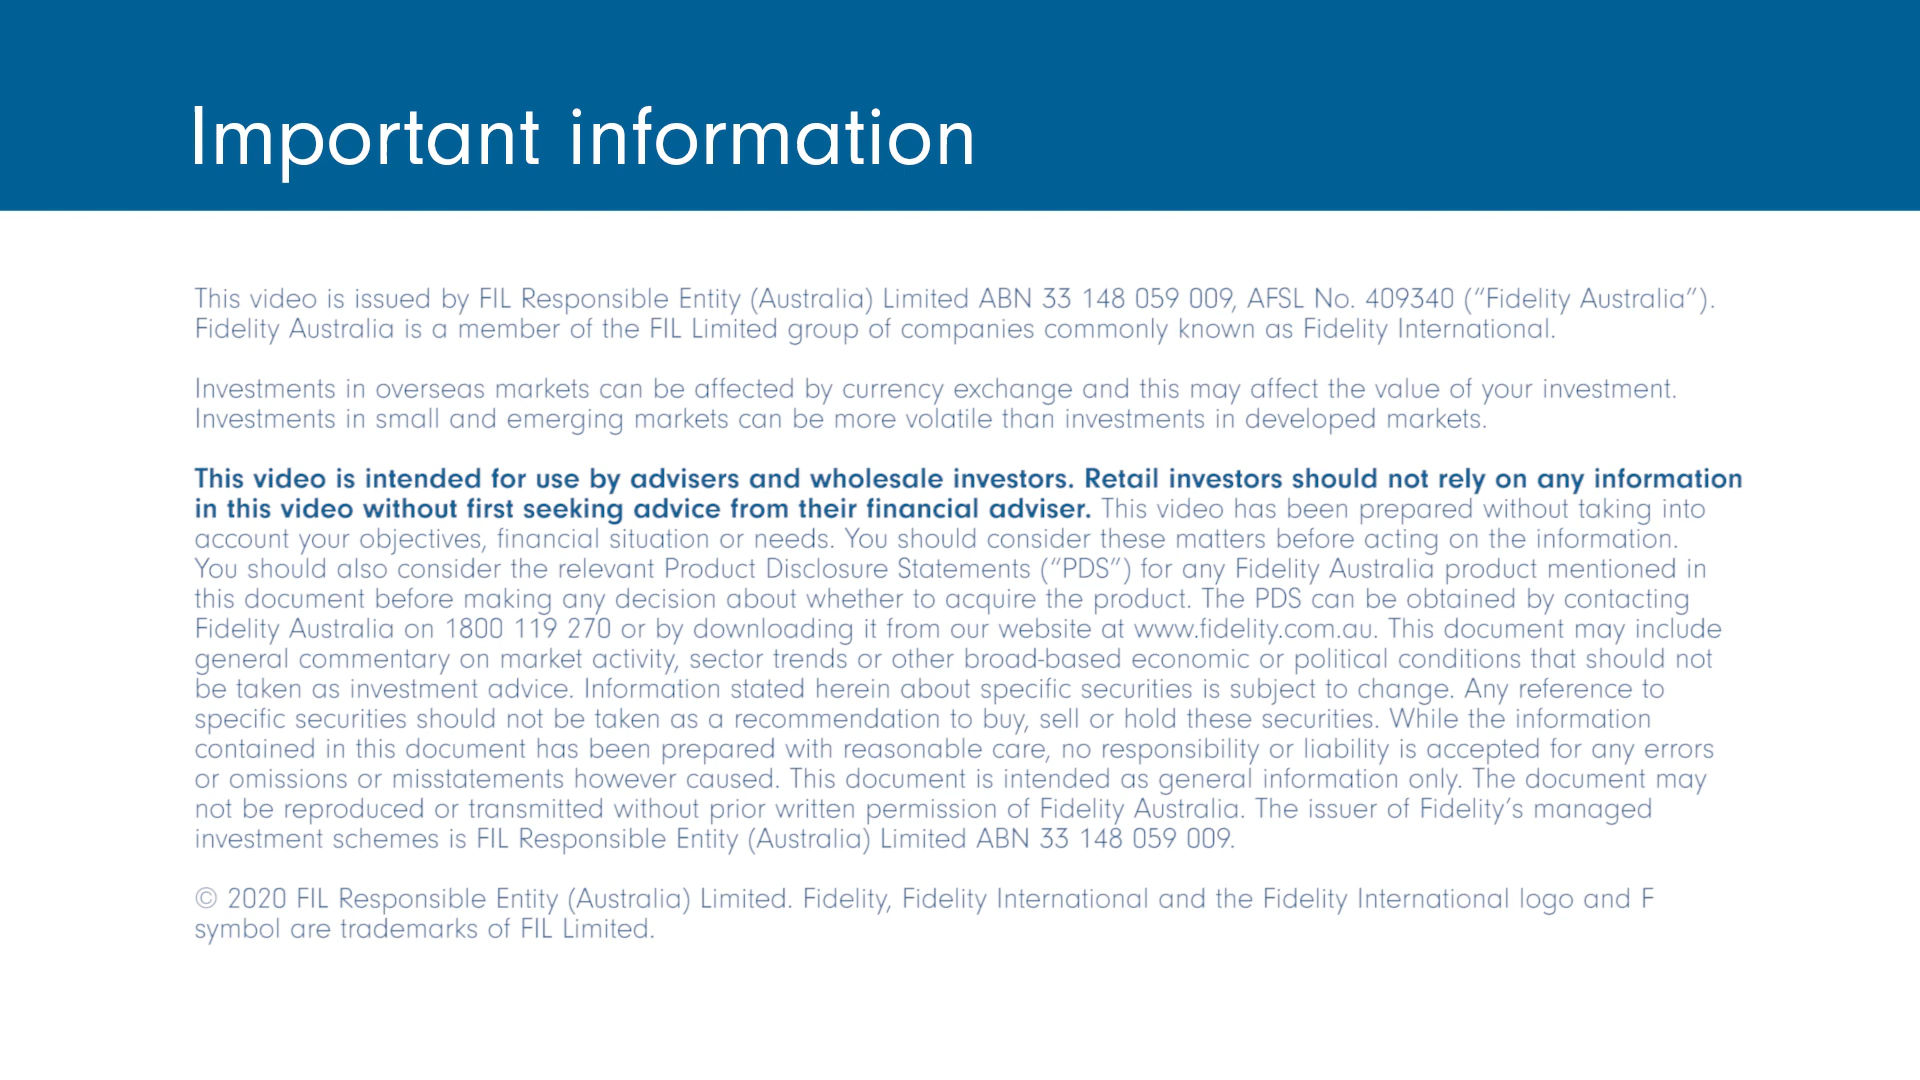 Important information
This video is issued by FIL Responsible Entity (Australia) Limited ABN 33 148 059 009, AFSL No. 409340 (“Fidelity Australia”).
Fidelity Australia is a member of the FIL Limited group of companies commonly known as Fidelity International.
Investments in overseas markets can be affected by currency exchange and this may affect the value of your investment.
Investments in small and emerging markets can be more volatile than investments in developed markets.
This video is intended for use by advisers and wholesale investors. Retail investors should not rely on any information
in this video without first seeking advice from their financial adviser. This video has been prepared without taking into
account your objectives, financial situation or needs. You should consider these matters before acting on the information.
You should also consider the relevant Product Disclosure Statements (“PDS”) for any Fidelity Australia product mentioned in
this document before making any decision about whether to acquire the product. The PDS can be obtained by contacting
Fidelity Australia on 1800 119 270 or by downloading it from our website at www.fidelity.com.au. This document may include
general commentary on market activity, sector trends or other broad-based economic or political conditions that should not
be taken as investment advice. Information stated herein about specific securities is subject to change. Any reference to
specific securities should not be taken as a recommendation to buy, sell or hold these securities. While the information
contained in this document has been prepared with reasonable care, no responsibility or liability is accepted for any errors
or omissions or misstatements however caused. This document is intended as general information only. The document may
not be reproduced or transmitted without prior written permission of Fidelity Australia. The issuer of Fidelity’s managed
investment schemes is FIL Responsible Entity (Australia) Limited ABN 33 148 059 009.
© 2020 FIL Responsible Entity (Australia) Limited. Fidelity, Fidelity International and the Fidelity International logo and F
symbol are trademarks of FIL Limited.